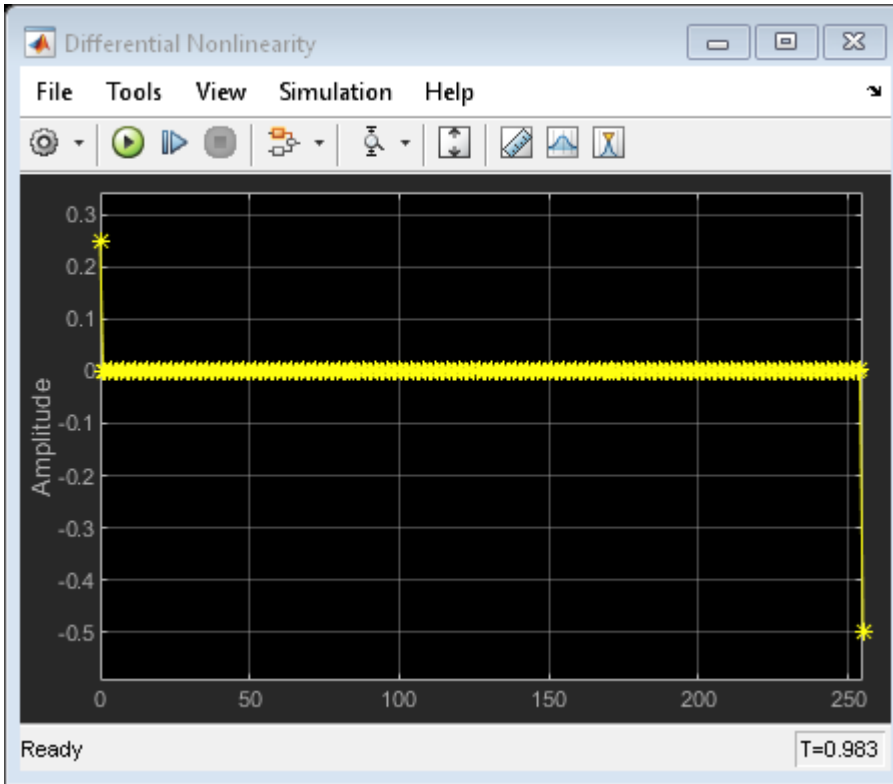 Differential Nonlinearity
File Tools View Simulation Help
0.3
0.2
0.1
0
-0.1
-0.2
-0.3
-0.4
-0.5
Amplitude
0 50 100 150 200 250
Ready T=0.983